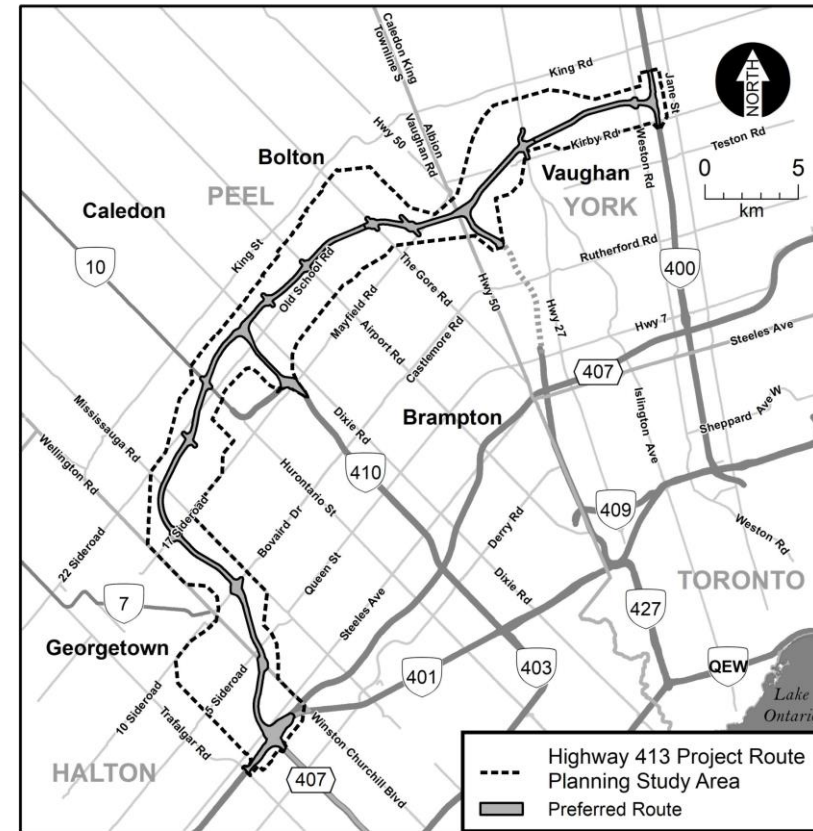 Caledon King
Townline S
King Rd
Jane St
NORTH
Hwy 50
Albion
Vaughan Rd
Kirby Rd
Weston Rd
Teston Rd
Bolton
Vaughan
0 5
km
PEEL
YORK
Caledon
King St
Rutherford Rd
10
Old School Rd
The Gore Rd
400
Mayfield Rd
Hwy 50
Hwy 27
Airport Rd
Castlemore Rd
Hwy 7
Steeles Ave
407
Mississauga Rd
Brampton
Islington Ave
Sheppard Ave W
Dixie Rd
Wellington Rd
Hurontario St
410
17 Sideroad
Bovaird Dr
Derry Rd
409
22 Sideroad
Queen St
Weston Rd
7
Steeles Ave
Dixie Rd
TORONTO
427
Georgetown
401
403
QEW
5 Sideroad
10 Sideroad
Lake
Ontario
Trafalgar Rd
Winston Churchill Blvd
HALTON
407
Highway 413 Project Route
Planning Study Area
Preferred Route